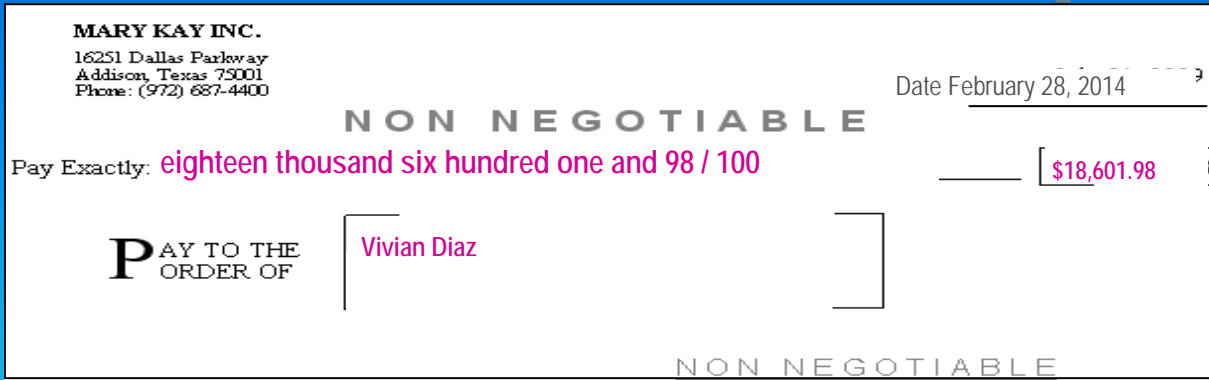 MARY KAY INC.
16251 Dallas Parkway
Addison, Texas 75001
Phone: (972) 687-4400
Date February 28, 2014
NON NEGOTIABLE
Pay Exactly: eighteen thousand six hundred one and 98 / 100 $18,601.98
PAY TO THE
ORDER OF
Vivian Diaz
NON NEGOTIABLE